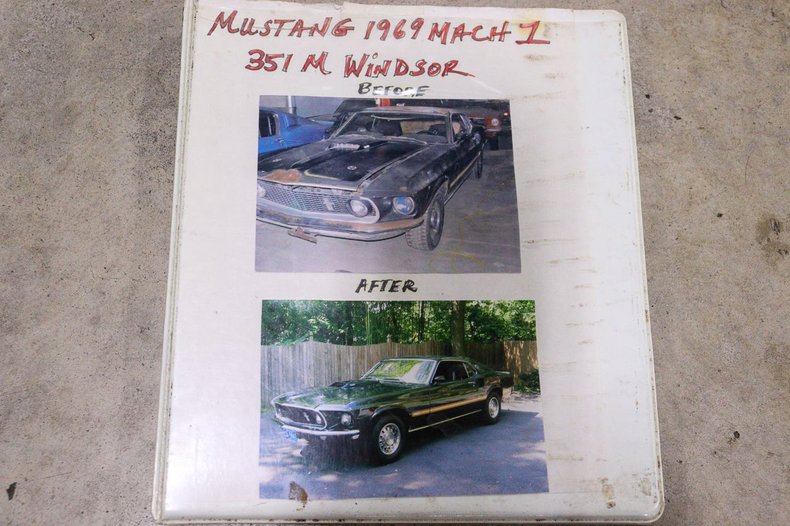 MUSTANG 1969 MACH 1
351 M WINDSOR
BEFORE
AFTER